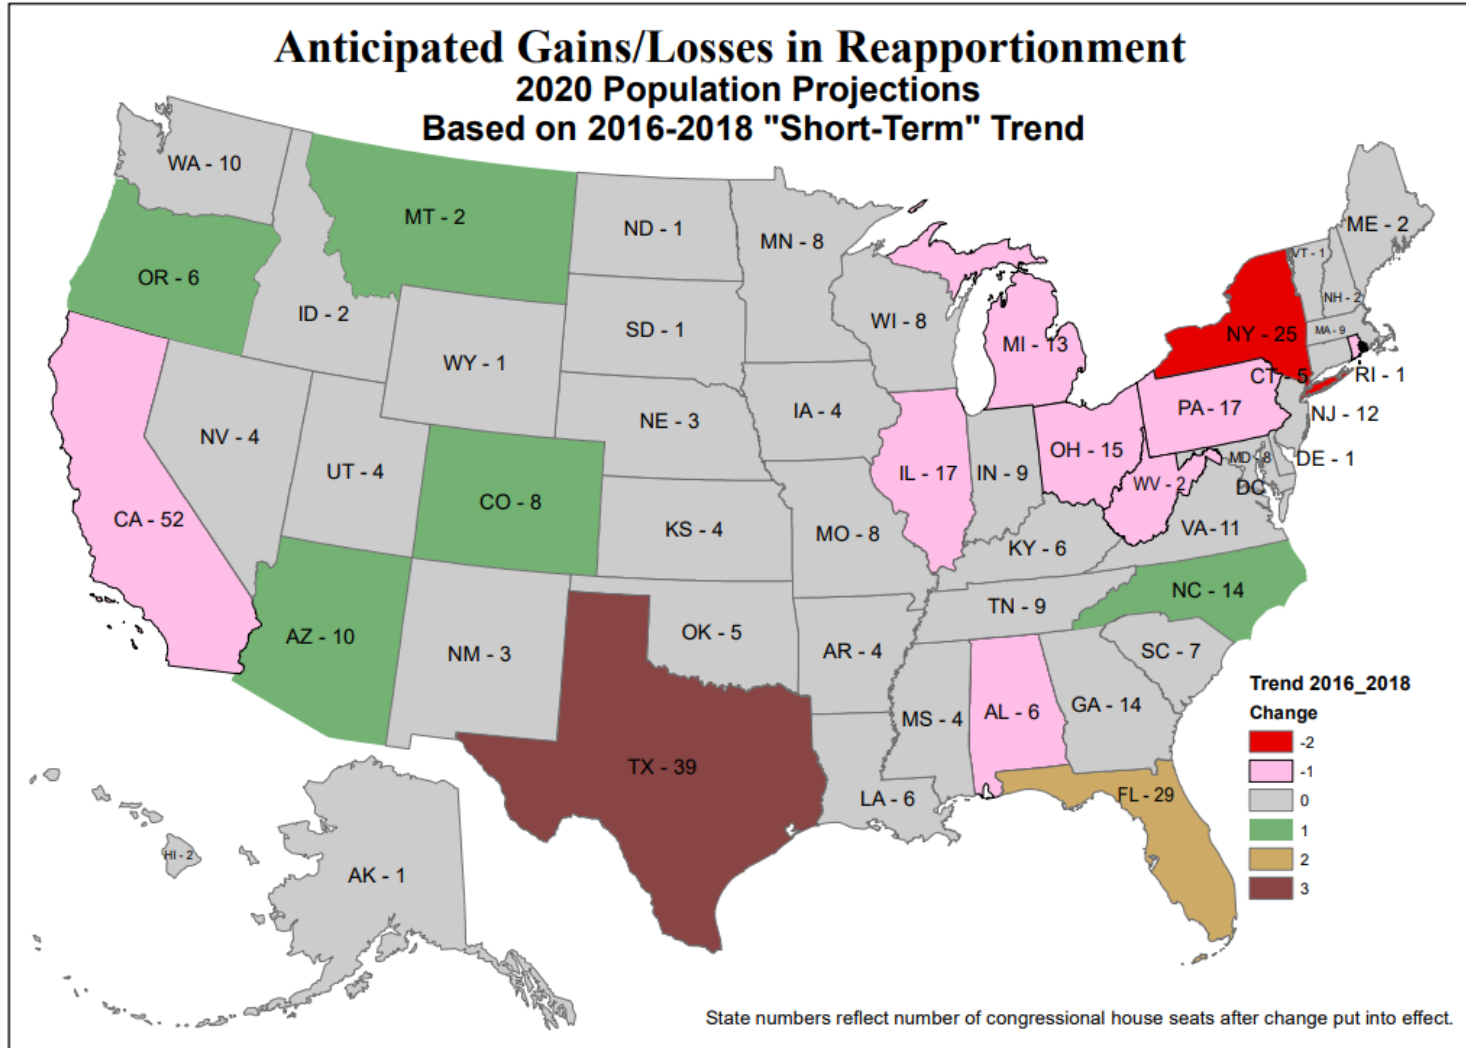 Anticipated Gains/Losses in Reapportionment
2020 Population Projections
Based on 2016-2018 "Short-Term" Trend
WA - 10
MT - 2
ND - 1
MN - 8
ME - 2
VT - 1
OR - 6
ID - 2
SD - 1
WI - 8
MI - 13
NY - 25
NH - 2
MA - 9
WY - 1
CT - 5
RI - 1
NV - 4
UT - 4
CO - 8
NE - 3
IA - 4
IL - 17
IN - 9
OH - 15
PA - 17
NJ - 12
CA - 52
KS - 4
MO - 8
KY - 6
WV - 2
MD - 8
DE - 1
DC
VA - 11
AZ - 10
NM - 3
OK - 5
AR - 4
TN - 9
NC - 14
TX - 39
LA - 6
MS - 4
AL - 6
GA - 14
SC - 7
FL - 29
HI - 2
AK - 1
Trend 2016_2018
Change
-2
-1
0
1
2
3
State numbers reflect number of congressional house seats after change put into effect.